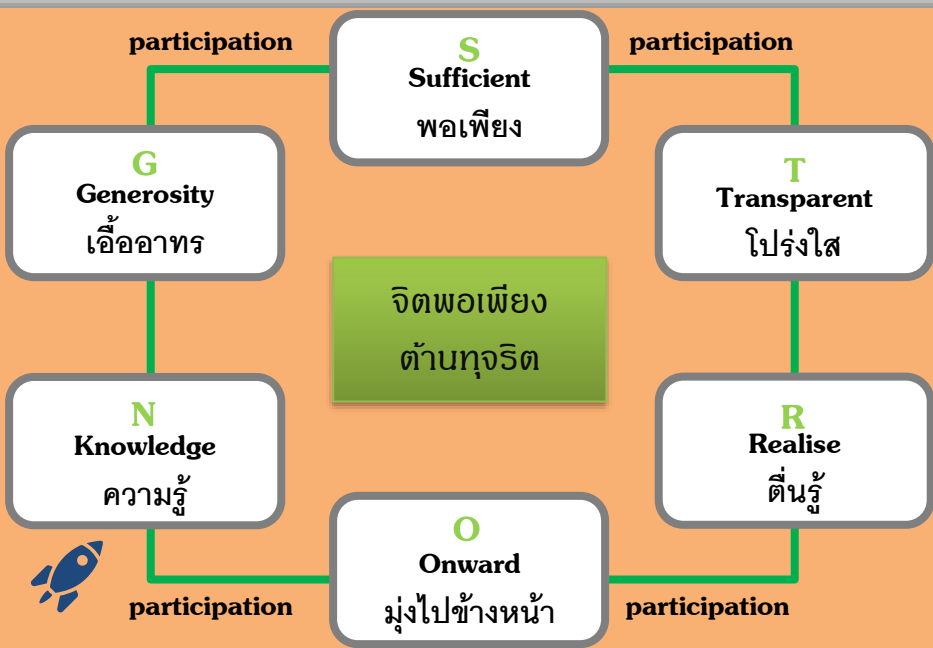 participation
S
Sufficient
พอเพียง
participation
G
Generosity
เอื้ออาทร
T
Transparent
โปร่งใส
จิตพอเพียง
ต้านทุจริต
N
Knowledge
ความรู้
R
Realise
ตื่นรู้
O
Onward
มุ่งไปข้างหน้า
participation
participation